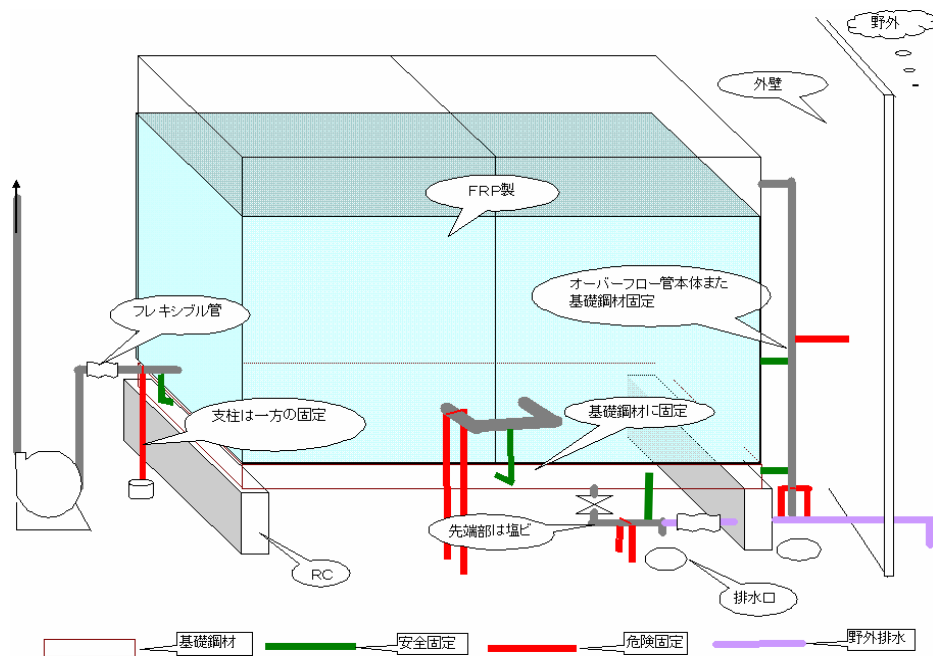 野外
外壁
FRP製
オーバーフロー管本体また
基礎鋼材固定
フレキシブル管
支柱は一方の固定
基礎鋼材に固定
先端部は塩ビ
RC
排水口
基礎鋼材
安全固定
危険固定
野外排水